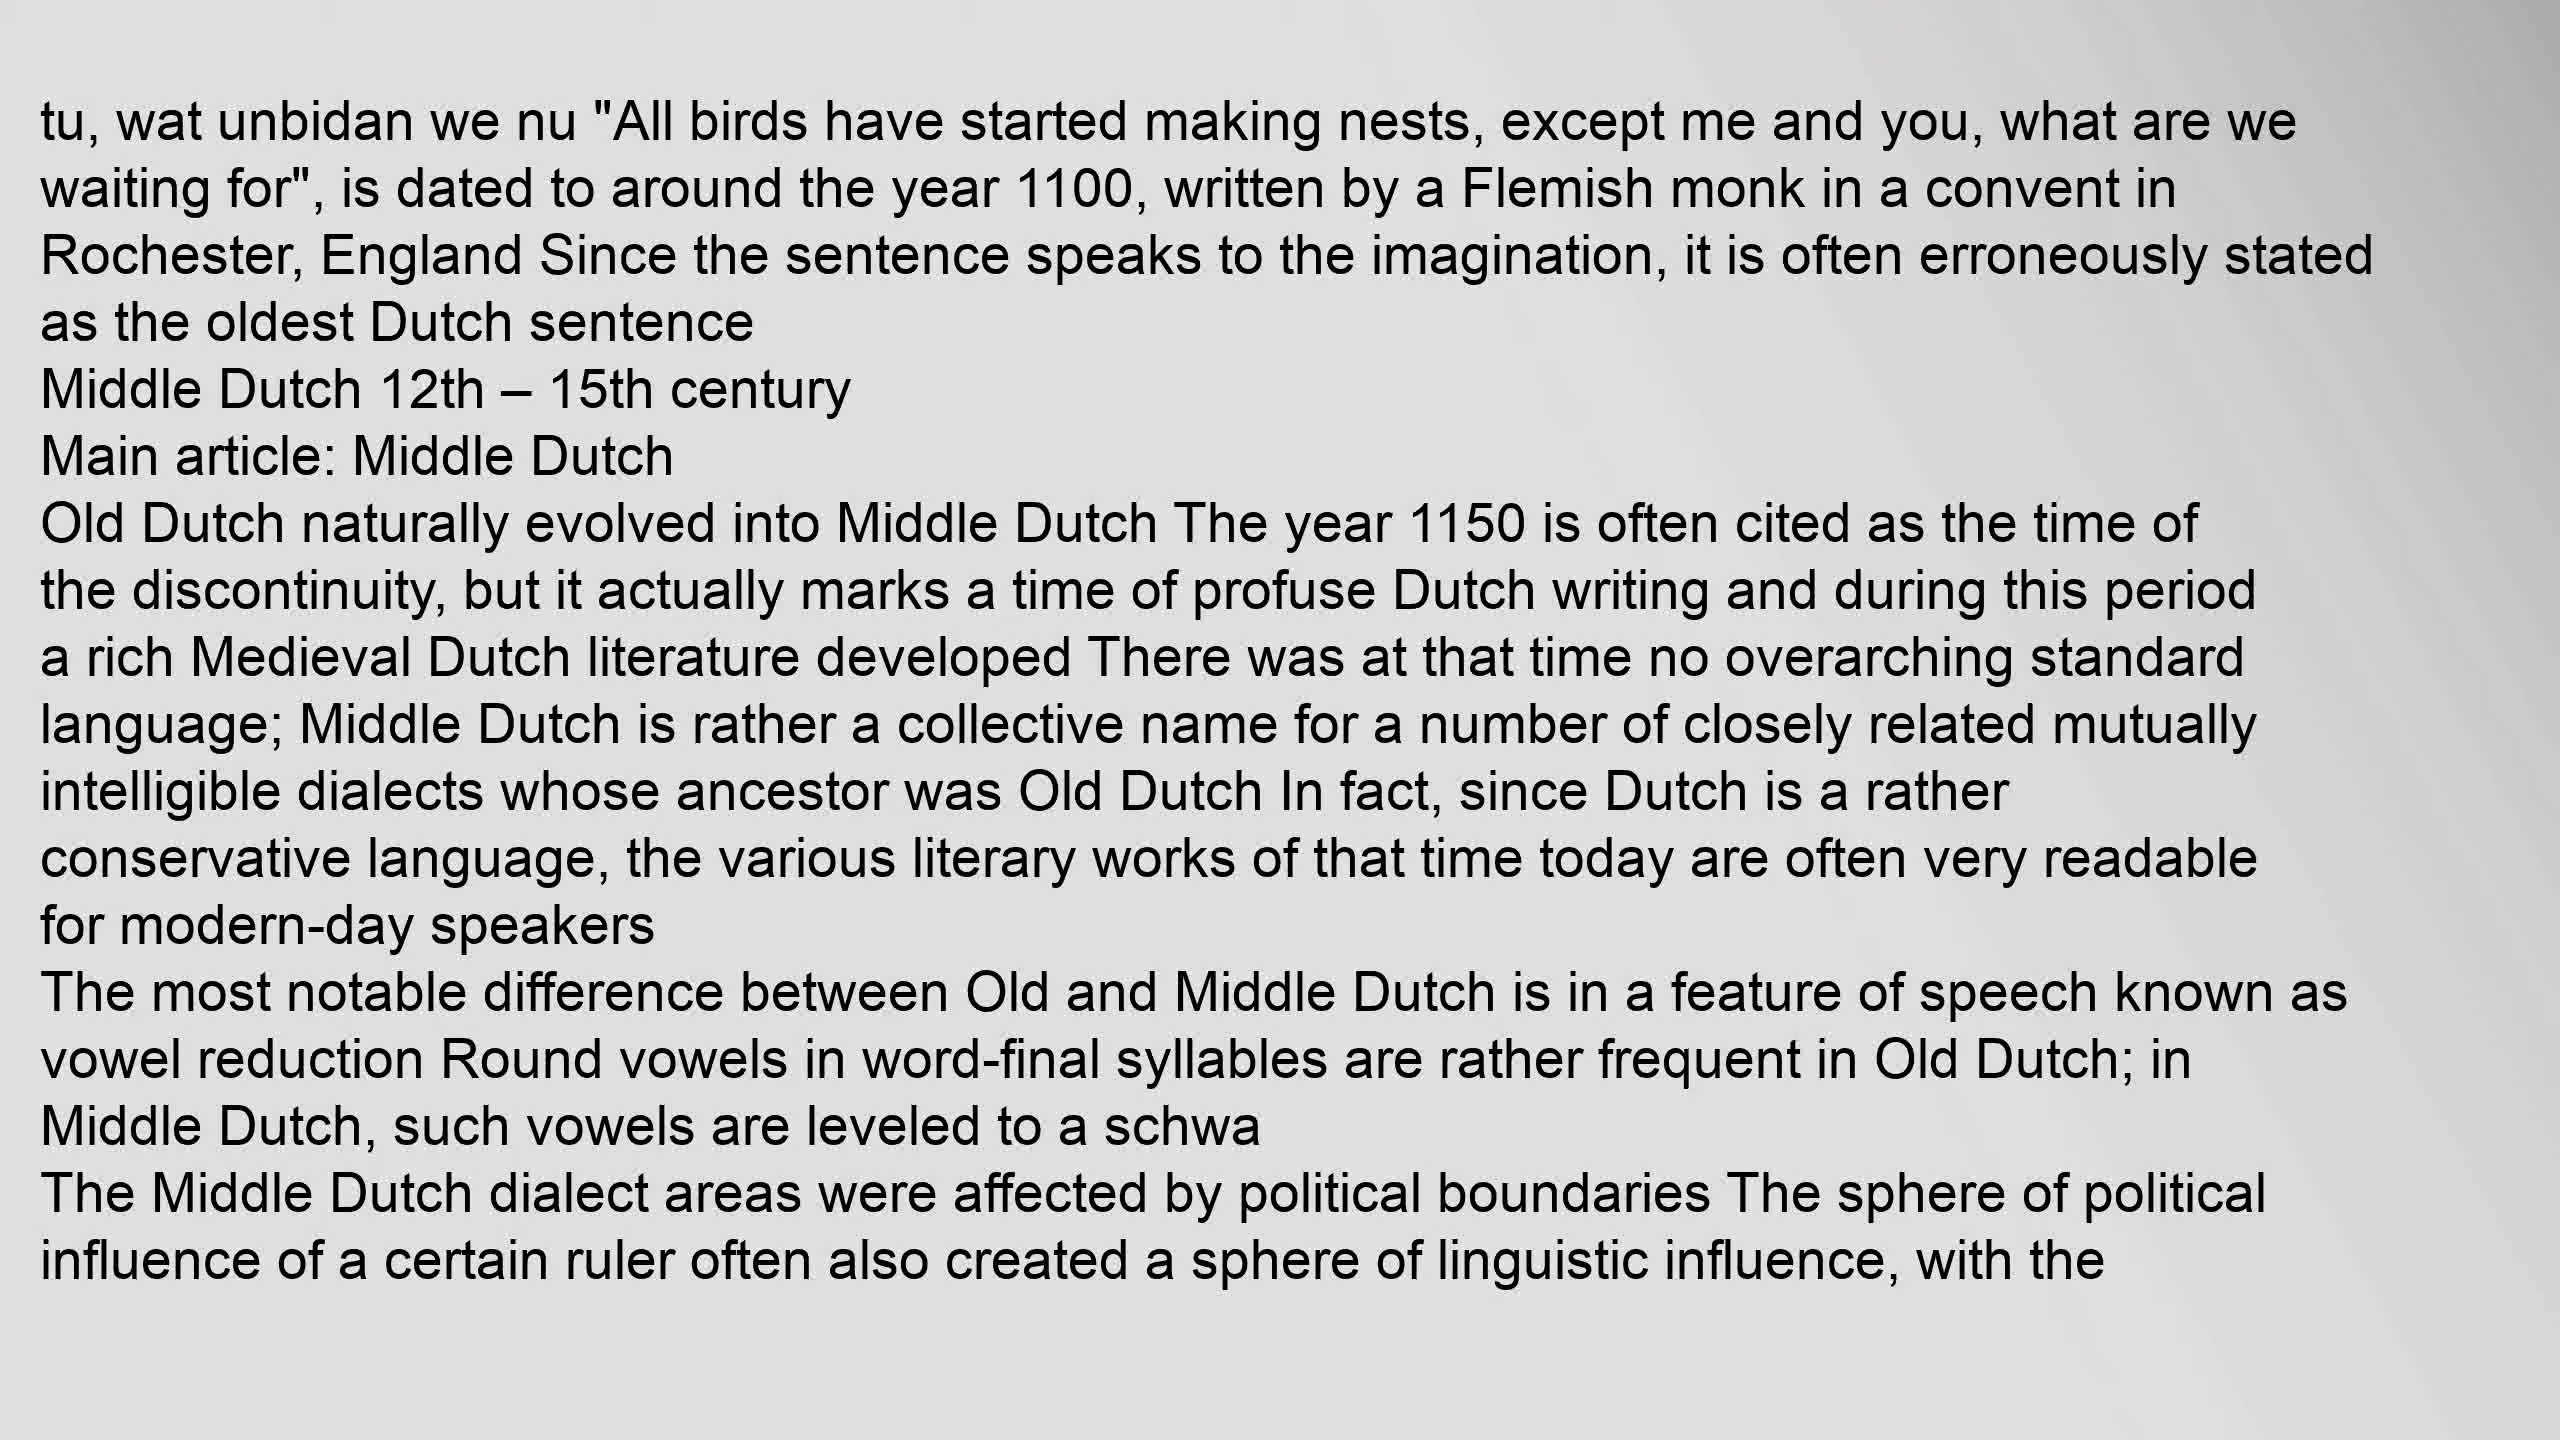 tu, wat unbidan we nu "All birds have started making nests, except me and you, what are we
waiting for", is dated to around the year 1100, written by a Flemish monk in a convent in
Rochester, England Since the sentence speaks to the imagination, it is often erroneously stated
as the oldest Dutch sentence
Middle Dutch 12th – 15th century
Main article: Middle Dutch
Old Dutch naturally evolved into Middle Dutch The year 1150 is often cited as the time of
the discontinuity, but it actually marks a time of profuse Dutch writing and during this period
a rich Medieval Dutch literature developed There was at that time no overarching standard
language; Middle Dutch is rather a collective name for a number of closely related mutually
intelligible dialects whose ancestor was Old Dutch In fact, since Dutch is a rather
conservative language, the various literary works of that time today are often very readable
for modern-day speakers
The most notable difference between Old and Middle Dutch is in a feature of speech known as
vowel reduction Round vowels in word-final syllables are rather frequent in Old Dutch; in
Middle Dutch, such vowels are leveled to a schwa
The Middle Dutch dialect areas were affected by political boundaries The sphere of political
influence of a certain ruler often also created a sphere of linguistic influence, with the